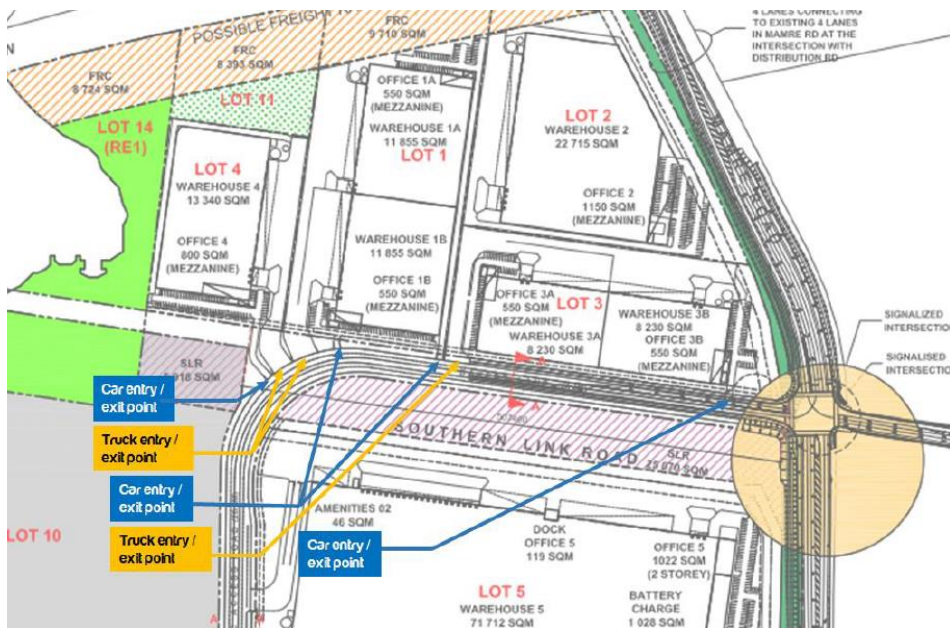 4 LANES CONNECTING
TO EXISTING 4 LANES
IN MAMRE RD AT THE
INTERSECTION WITH
DISTRIBUTION RD
POSSIBLE FREIGHT
FRC
9 710 SQM
FRC
8 393 SQM
FRC
8 724 SQM
LOT 11
LOT 14
(RE1)
OFFICE 1A
550 SQM
(MEZZANINE)
WAREHOUSE 1A
11 855 SQM
LOT 1
LOT 2
WAREHOUSE 2
22 715 SQM
OFFICE 2
1150 SQM
(MEZZANINE)
LOT 4
WAREHOUSE 4
13 340 SQM
OFFICE 4
800 SQM
(MEZZANINE)
WAREHOUSE 1B
11 855 SQM
OFFICE 1B
550 SQM
(MEZZANINE)
OFFICE 3A
550 SQM
(MEZZANINE)
LOT 3
WAREHOUSE 3A
8 230 SQM
WAREHOUSE 3B
8 230 SQM
OFFICE 3B
550 SQM
(MEZZANINE)
SIGNALIZED
INTERSE
SIGNALISED
INTERSECTIO
SLR
918 SQM
A
A
Car entry /
exit point
Truck entry /
exit point
Car entry /
exit point
Truck entry /
exit point
Car entry /
exit point
SOUTHERN LINK ROAD
SLR
25 070 SQM
AMENITIES 02
46 SQM
DOCK
OFFICE 5
119 SQM
OFFICE 5
1022 SQM
(2 STOREY)
BATTERY
CHARGE
1 028 SQM
LOT 10
LOT 5
WAREHOUSE 5
71 712 SQM
A